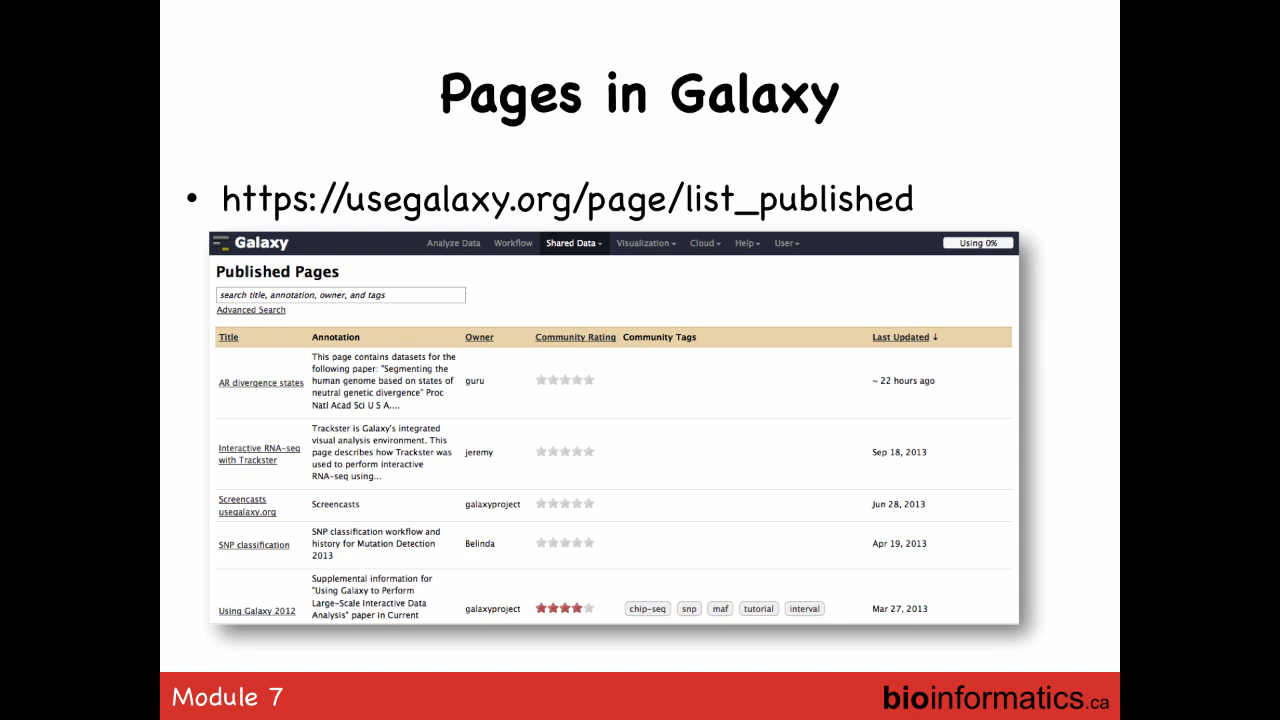 Pages in Galaxy
• https://usegalaxy.org/page/list_published
Galaxy Analyze Data Workflow Shared Data Visualization Cloud Help User Using 0%
Published Pages
search title, annotation, owner, and tags
Advanced Search
Title Annotation Owner Community Rating Community Tags Last Updated ↓
This page contains datasets for the
following paper: "Segmenting the
AR divergence states human genome based on states of guru ~ 22 hours ago
neutral genetic divergence" Proc
Natl Acad Sci U S A....
Trackster is Galaxy's integrated
visual analysis environment. This
Interactive RNA-seq
with Trackster
page describes how Trackster was jeremy Sep 18, 2013
used to perform interactive
RNA-seq using...
Screencasts
usegalaxy.org
Screencasts galaxyproject Jun 28, 2013
SNP classification workflow and
SNP classification history for Mutation Detection Belinda Apr 19, 2013
2013
Supplemental information for
"Using Galaxy to Perform
Using Galaxy 2012 Large-Scale Interactive Data galaxyproject chip-seq snp maf tutorial interval Mar 27, 2013
Analysis" paper in Current
Module 7
bioinformatics.ca